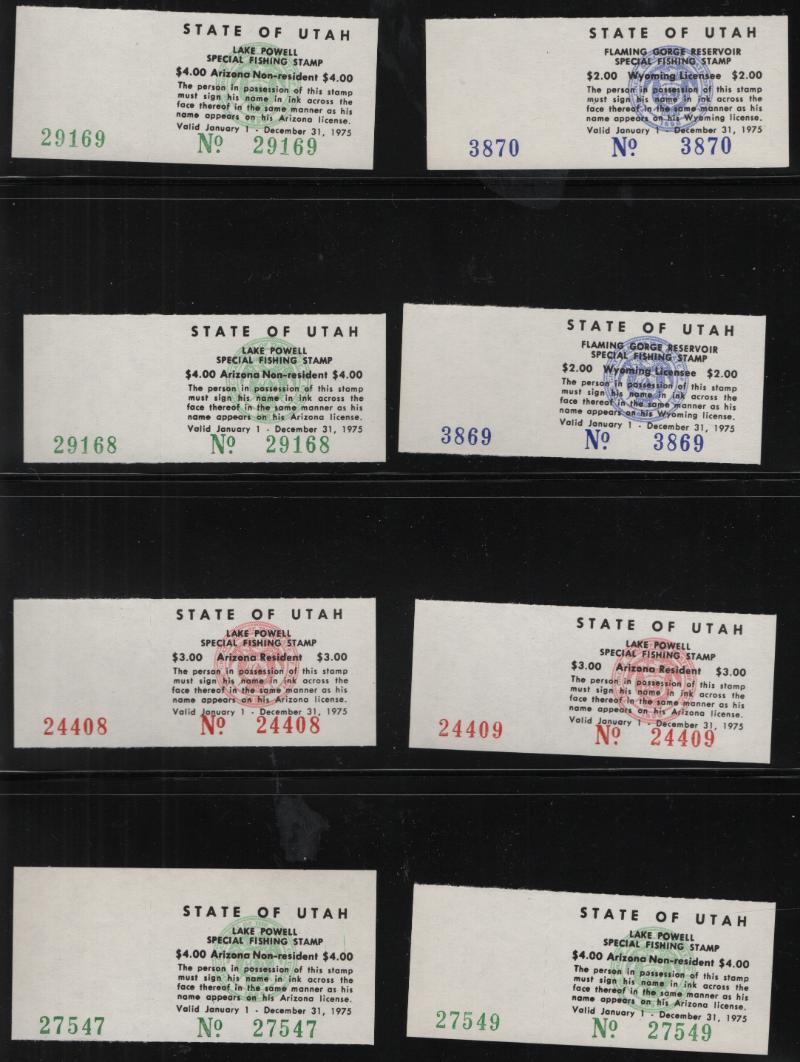 STATE OF UTAH
LAKE POWELL
SPECIAL FISHING STAMP
$4.00 Arizona Non-resident $4.00
The person in possession of this stamp
must sign his name in ink across the
face thereof in the same manner as his
name appears on his Arizona license.
Valid January 1 - December 31, 1975
29169 No 29169
STATE OF UTAH
FLAMING GORGE RESERVOIR
SPECIAL FISHING STAMP
$2.00 Wyoming Licensee $2.00
The person in possession of this stamp
must sign his name in ink across the
face thereof in the same manner as his
name appears on his Wyoming license.
Valid January 1 - December 31, 1975
3870 No 3870
STATE OF UTAH
LAKE POWELL
SPECIAL FISHING STAMP
$4.00 Arizona Non-resident $4.00
The person in possession of this stamp
must sign his name in ink across the
face thereof in the same manner as his
name appears on his Arizona license.
Valid January 1 - December 31, 1975
29168 No 29168
STATE OF UTAH
FLAMING GORGE RESERVOIR
SPECIAL FISHING STAMP
$2.00 Wyoming Licensee $2.00
The person in possession of this stamp
must sign his name in ink across the
face thereof in the same manner as his
name appears on his Wyoming license.
Valid January 1 - December 31, 1975
3869 No 3869
STATE OF UTAH
LAKE POWELL
SPECIAL FISHING STAMP
$3.00 Arizona Resident $3.00
The person in possession of this stamp
must sign his name in ink across the
face thereof in the same manner as his
name appears on his Arizona license.
Valid January 1 - December 31, 1975
24408 No 24408
STATE OF UTAH
LAKE POWELL
SPECIAL FISHING STAMP
$3.00 Arizona Resident $3.00
The person in possession of this stamp
must sign his name in ink across the
face thereof in the same manner as his
name appears on his Arizona license.
Valid January 1 - December 31, 1975
24409 No 24409
STATE OF UTAH
LAKE POWELL
SPECIAL FISHING STAMP
$4.00 Arizona Non-resident $4.00
The person in possession of this stamp
must sign his name in ink across the
face thereof in the same manner as his
name appears on his Arizona license.
Valid January 1 - December 31, 1975
27547 No 27547
STATE OF UTAH
LAKE POWELL
SPECIAL FISHING STAMP
$4.00 Arizona Non-resident $4.00
The person in possession of this stamp
must sign his name in ink across the
face thereof in the same manner as his
name appears on his Arizona license.
Valid January 1 - December 31, 1975
27549 No 27549